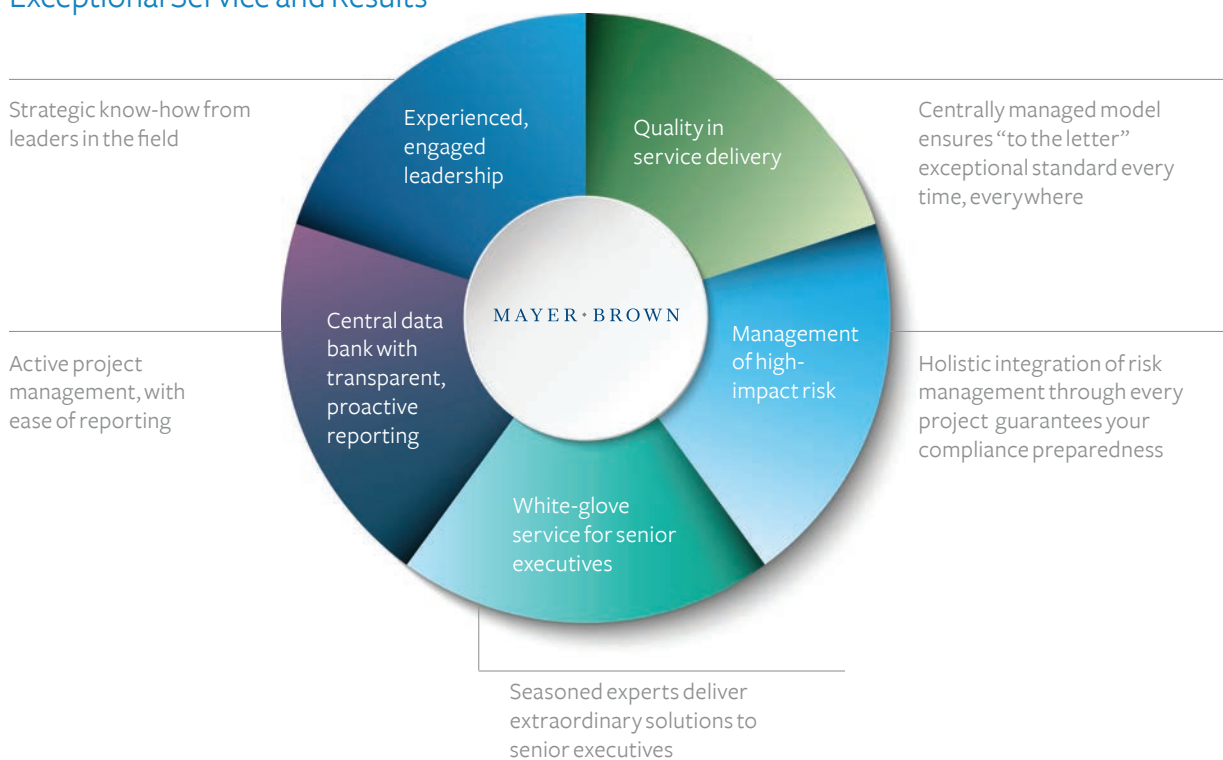 Exceptional Service and Results
Strategic know-how from
leaders in the field
Experienced,
engaged
leadership
Quality in
service delivery
Centrally managed model
ensures “to the letter”
exceptional standard every
time, everywhere
Active project
management, with
ease of reporting
Central data
bank with
transparent,
proactive
reporting
MAYER•BROWN
Management
of high-
impact risk
Holistic integration of risk
management through every
project guarantees your
compliance preparedness
White-glove
service for senior
executives
Seasoned experts deliver
extraordinary solutions to
senior executives